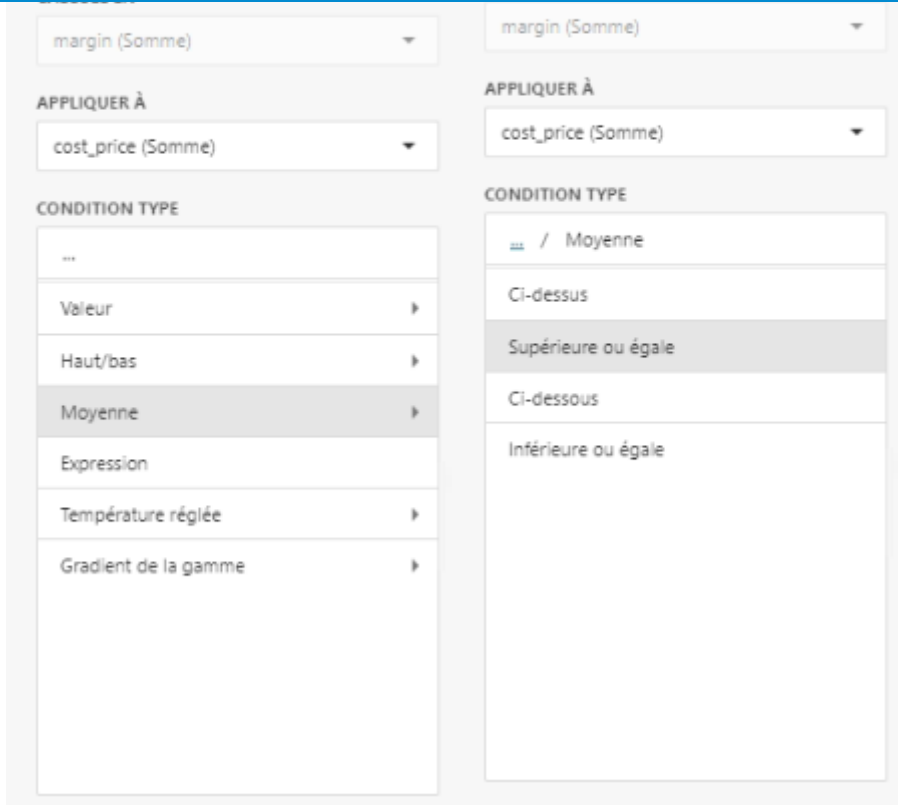 margin (Somme)
APPLIQUER À
cost_price (Somme)
CONDITION TYPE
...
Valeur
Haut/bas
Moyenne
Expression
Température réglée
Gradient de la gamme
margin (Somme)
APPLIQUER À
cost_price (Somme)
CONDITION TYPE
... / Moyenne
Ci-dessus
Supérieure ou égale
Ci-dessous
Inférieure ou égale